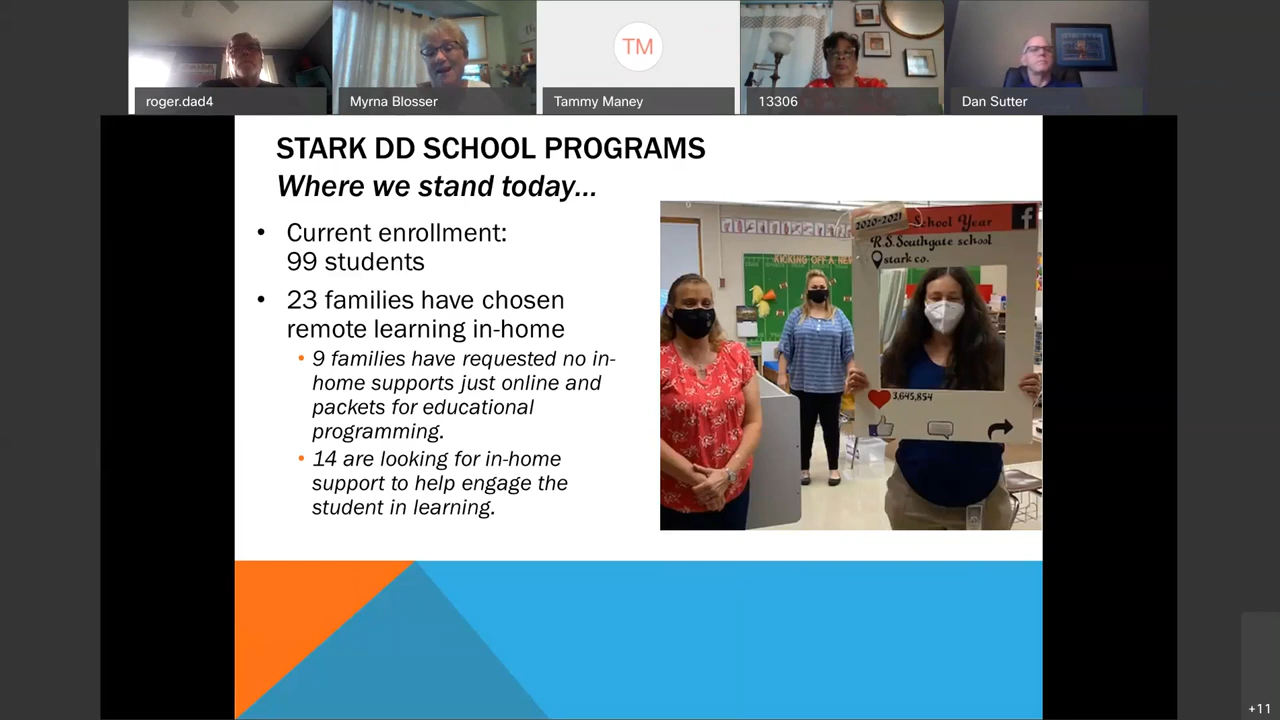 TM
roger.dad4
Myrna Blosser
Tammy Maney
13306
Dan Sutter
STARK DD SCHOOL PROGRAMS
Where we stand today...
• Current enrollment:
99 students
• 23 families have chosen
remote learning in-home
• 9 families have requested no in-
home supports just online and
packets for educational
programming.
• 14 are looking for in-home
support to help engage the
student in learning.
2020-2021 School Year
f
R.S.Southgate school
stark co.
KICKING OFF A NEW
3,645,854
+11